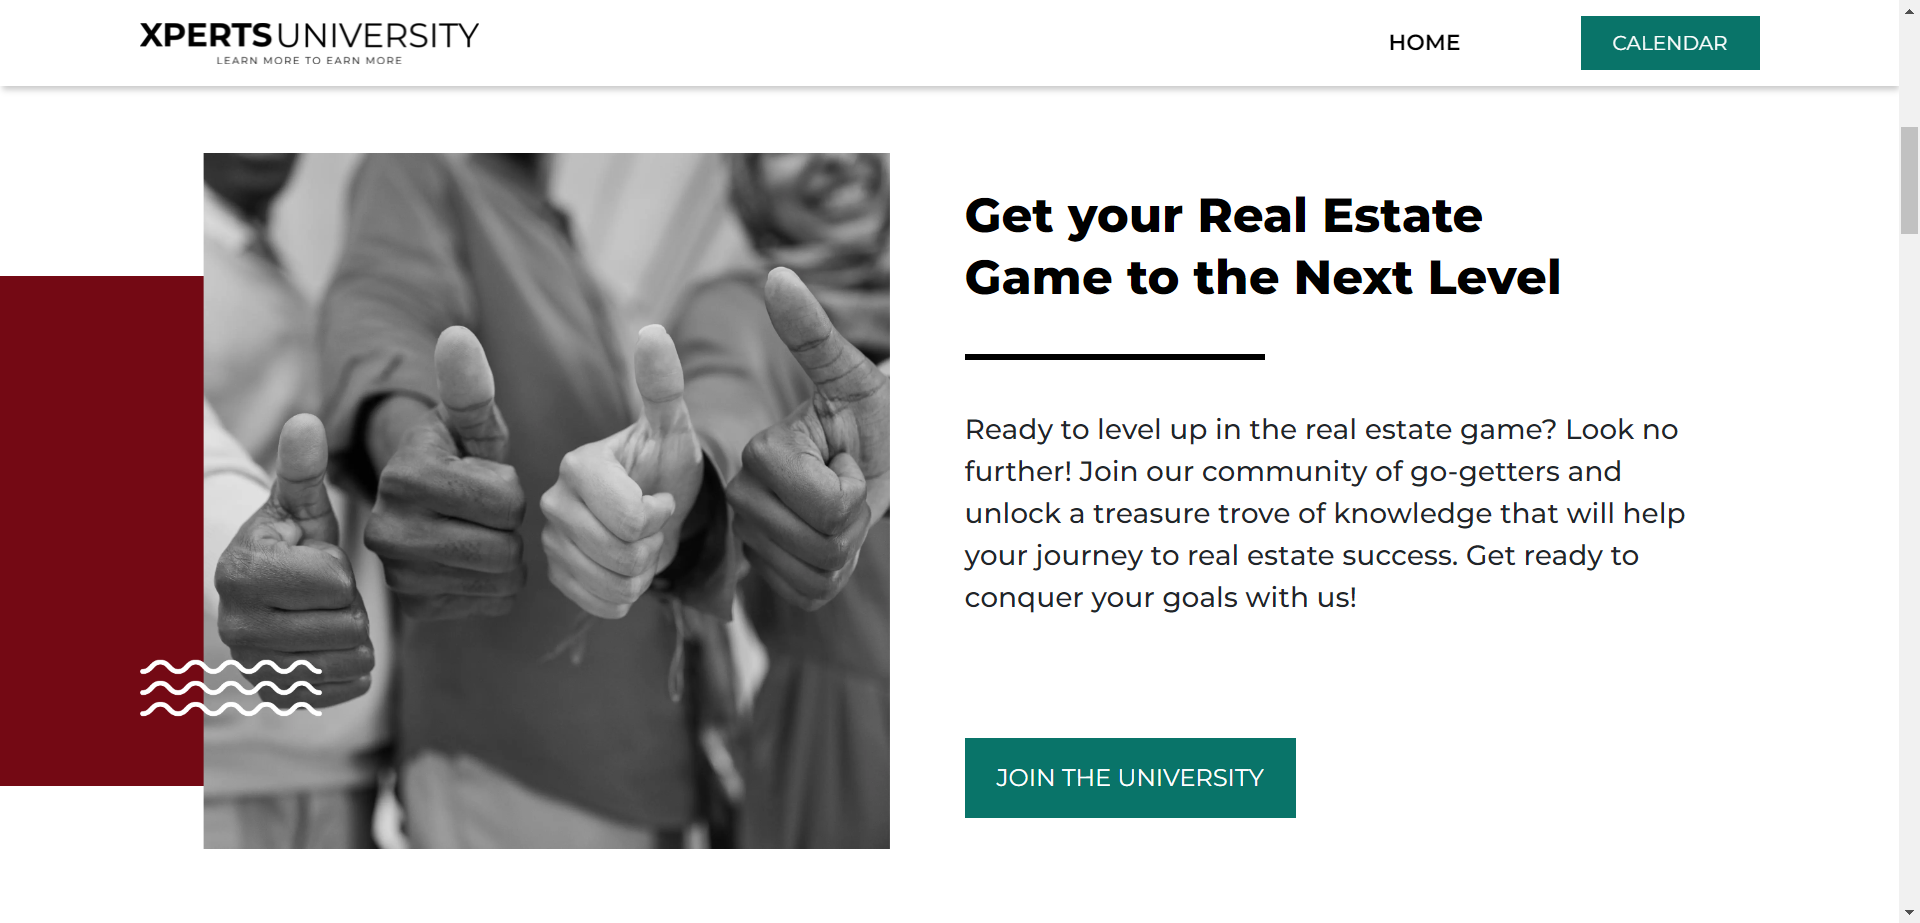 XPERTS UNIVERSITY
LEARN MORE TO EARN MORE
HOME
CALENDAR
Get your Real Estate
Game to the Next Level
Ready to level up in the real estate game? Look no
further! Join our community of go-getters and
unlock a treasure trove of knowledge that will help
your journey to real estate success. Get ready to
conquer your goals with us!
JOIN THE UNIVERSITY